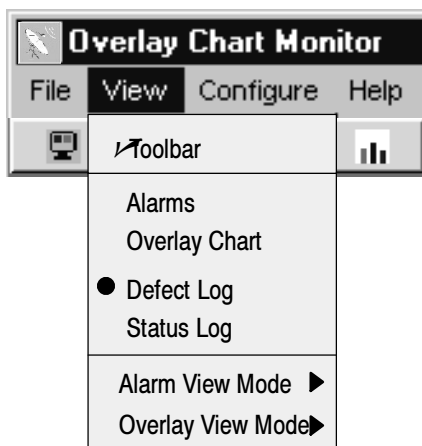 Overlay Chart Monitor
File View Configure Help
Toolbar
Alarms
Overlay Chart
Defect Log
Status Log
Alarm View Mode
Overlay View Mode